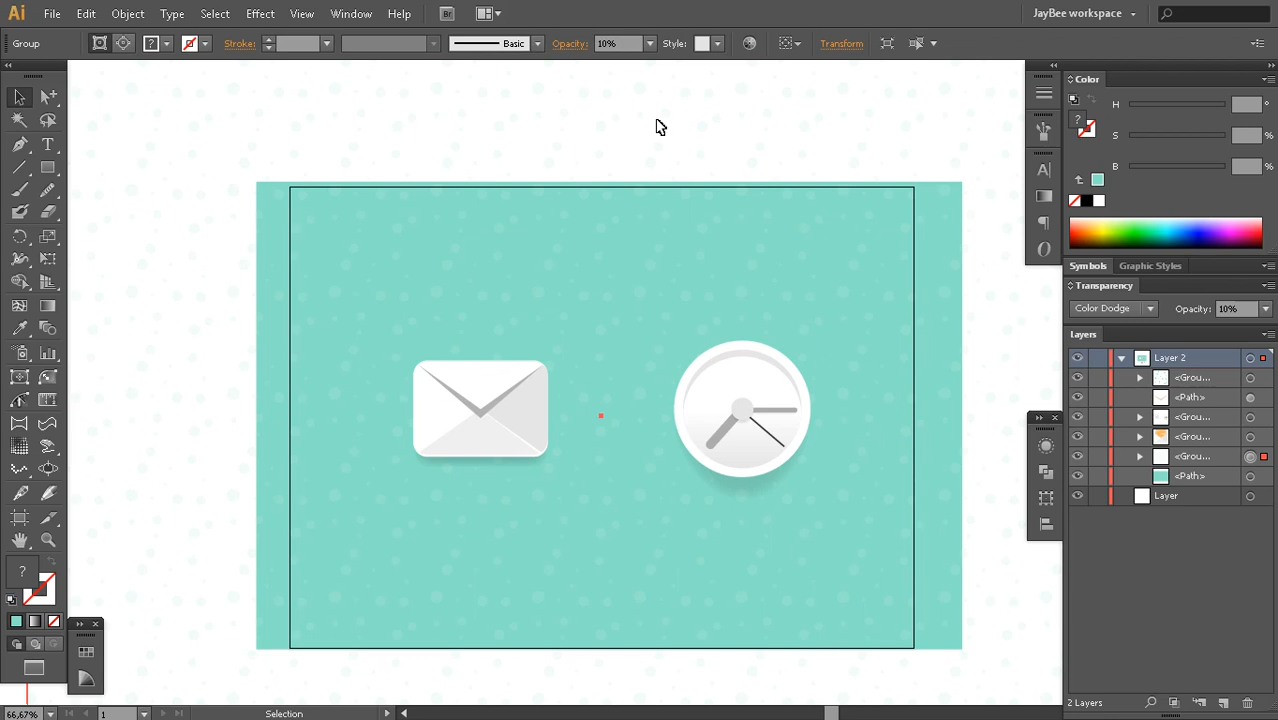 Ai File Edit Object Type Select Effect View Window Help Br JayBee workspace
Group ? Stroke: Basic Opacity: 10% Style: Transform
Color
H °
? S %
B %
Symbols Graphic Styles
Transparency
Color Dodge Opacity: 10%
Layers
Layer 2
<Grou...
<Path>
<Grou...
<Grou...
<Grou...
<Path>
Layer
?
66,67% 1 Selection
2 Layers